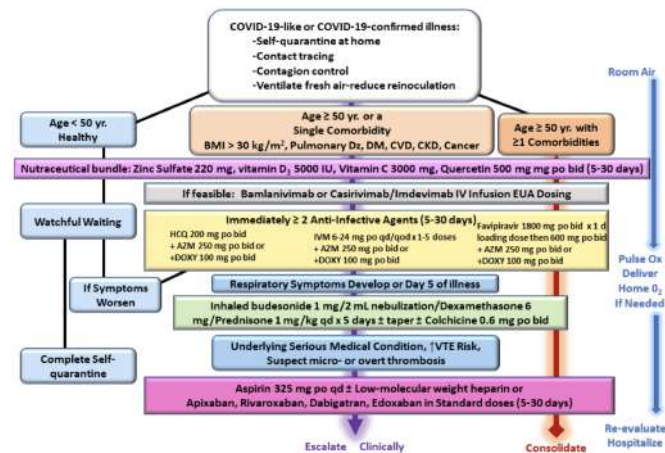 COVID-19-like or COVID-19-confirmed illness:
-Self-quarantine at home
-Contact tracing
-Contagion control
-Ventilate fresh air-reduce reinoculation
Room Air
Age < 50 yr.
Healthy
Age ≥ 50 yr. or a
Single Comorbidity
BMI > 30 kg/m², Pulmonary Dz, DM, CVD, CKD, Cancer
Age ≥ 50 yr. with
≥1 Comorbidities
Nutraceutical bundle: Zinc Sulfate 220 mg, vitamin D₃ 5000 IU, Vitamin C 3000 mg, Quercetin 500 mg mg po bid (5-30 days)
If feasible: Bamlanivimab or Casirivimab/Imdevimab IV Infusion EUA Dosing
Watchful Waiting
Immediately ≥ 2 Anti-Infective Agents (5-30 days)
HCQ 200 mg po bid
+ AZM 250 mg po bid or
+DOXY 100 mg po bid
IVM 6-24 mg po qd/qod x 1-5 doses
+ AZM 250 mg po bid or
+DOXY 100 mg po bid
Favipiravir 1800 mg po bid x 1 d
loading dose then 600 mg po bid
+ AZM 250 mg po bid or
+DOXY 100 mg po bid
If Symptoms
Worsen
Pulse Ox
Deliver
Home 0₂
If Needed
Respiratory Symptoms Develop or Day 5 of illness
Inhaled budesonide 1 mg/2 mL nebulization/Dexamethasone 6
mg/Prednisone 1 mg/kg qd x 5 days ± taper ± Colchicine 0.6 mg po bid
Complete Self-
quarantine
Underlying Serious Medical Condition, ↑VTE Risk,
Suspect micro- or overt thrombosis
Aspirin 325 mg po qd ± Low-molecular weight heparin or
Apixaban, Rivaroxaban, Dabigatran, Edoxaban in Standard doses (5-30 days)
Escalate Clinically
Consolidate
Re-evaluate
Hospitalize